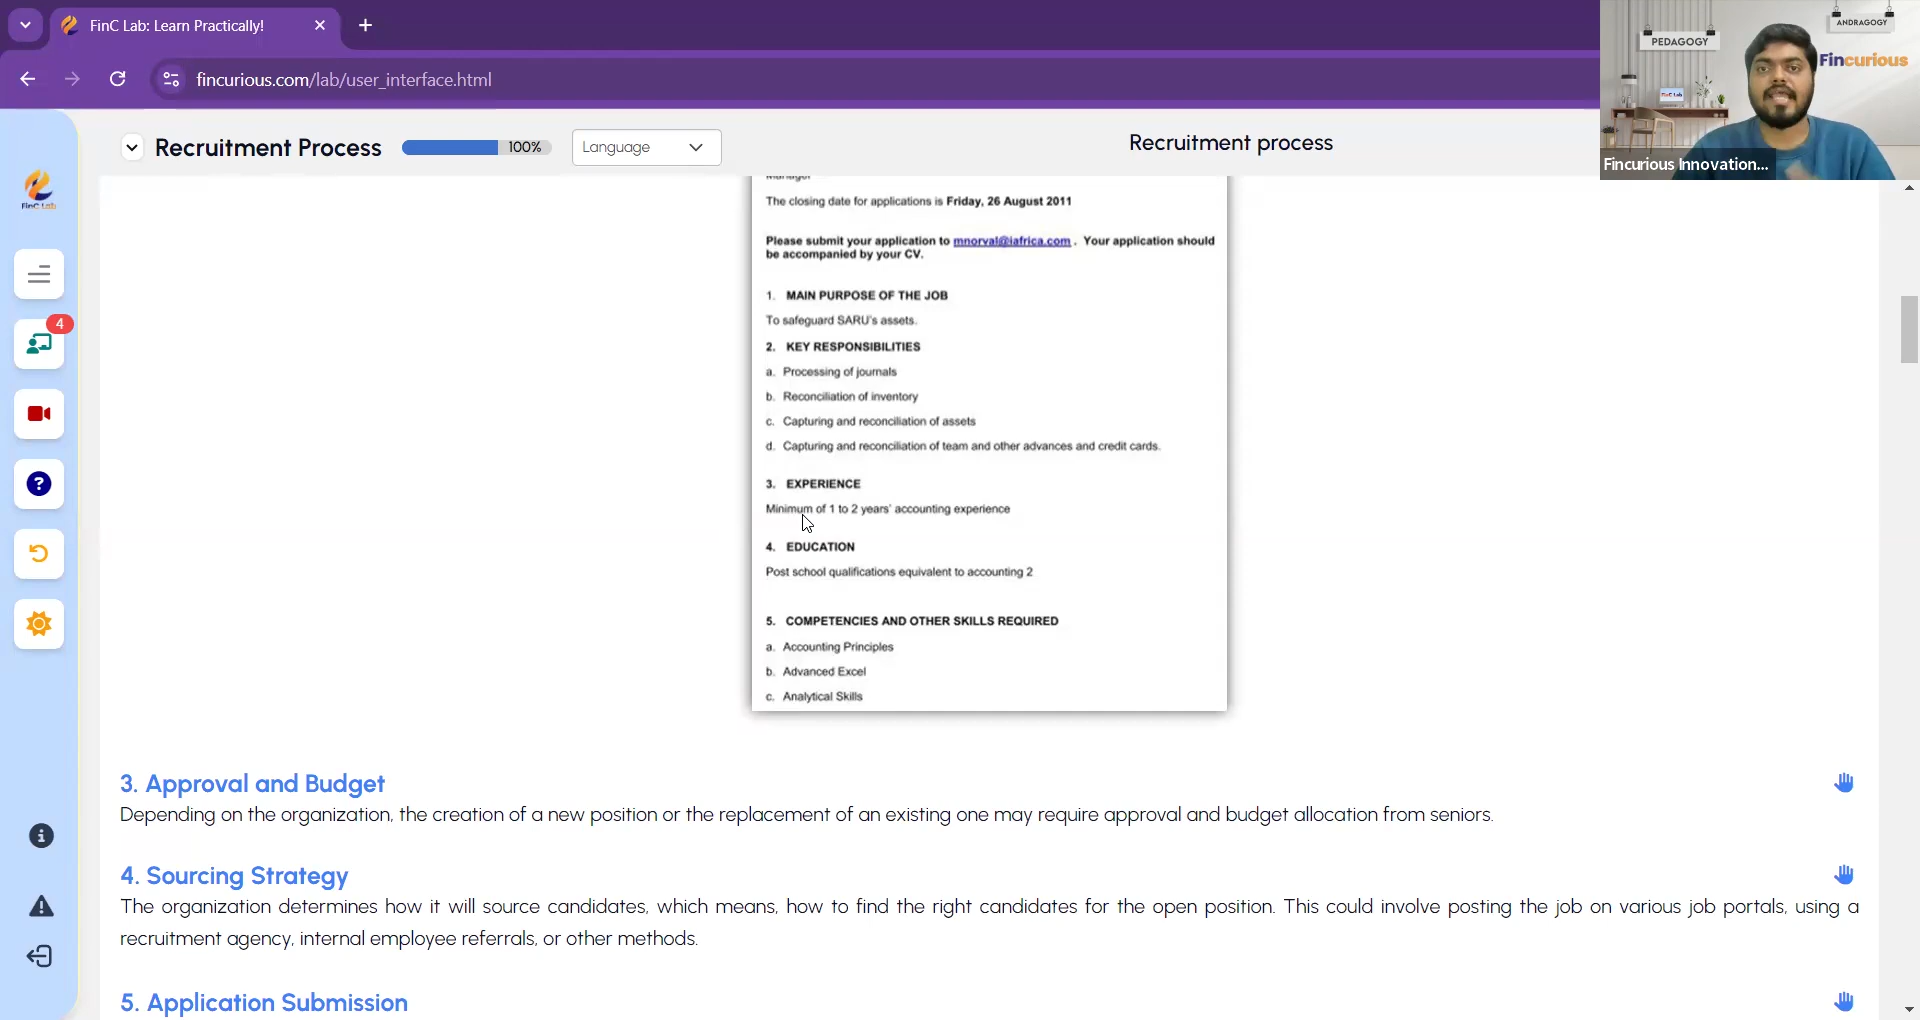 FinC Lab: Learn Practically!
fincurious.com/lab/user_interface.html
PEDAGOGY
ANDRAGOGY
Fincurious
FinC Lab
Fincurious Innovation...
FinC Lab
4
Recruitment Process
100%
Language
Recruitment process
Manager
The closing date for applications is Friday, 26 August 2011
Please submit your application to mnorval@iafrica.com . Your application should
be accompanied by your CV.
1. MAIN PURPOSE OF THE JOB
To safeguard SARU's assets.
2. KEY RESPONSIBILITIES
a. Processing of journals
b. Reconciliation of inventory
c. Capturing and reconciliation of assets
d. Capturing and reconciliation of team and other advances and credit cards.
3. EXPERIENCE
Minimum of 1 to 2 years' accounting experience
4. EDUCATION
Post school qualifications equivalent to accounting 2
5. COMPETENCIES AND OTHER SKILLS REQUIRED
a. Accounting Principles
b. Advanced Excel
c. Analytical Skills
3. Approval and Budget
Depending on the organization, the creation of a new position or the replacement of an existing one may require approval and budget allocation from seniors.
4. Sourcing Strategy
The organization determines how it will source candidates, which means, how to find the right candidates for the open position. This could involve posting the job on various job portals, using a
recruitment agency, internal employee referrals, or other methods.
5. Application Submission